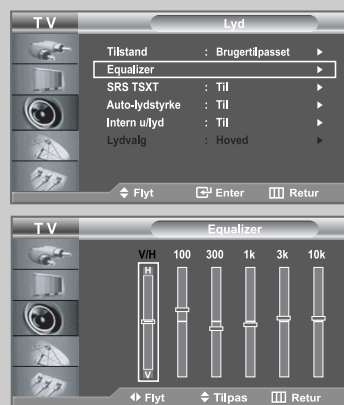 TV
Lyd
Tilstand : Brugertilpasset
Equalizer
SRS TSXT : Til
Auto-lydstyrke : Til
Intern u/lyd : Til
Lydvalg : Hoved
Flyt Enter Retur
TV
Equalizer
V/H 100 300 1k 3k 10k
H
V
Flyt Tilpas Retur